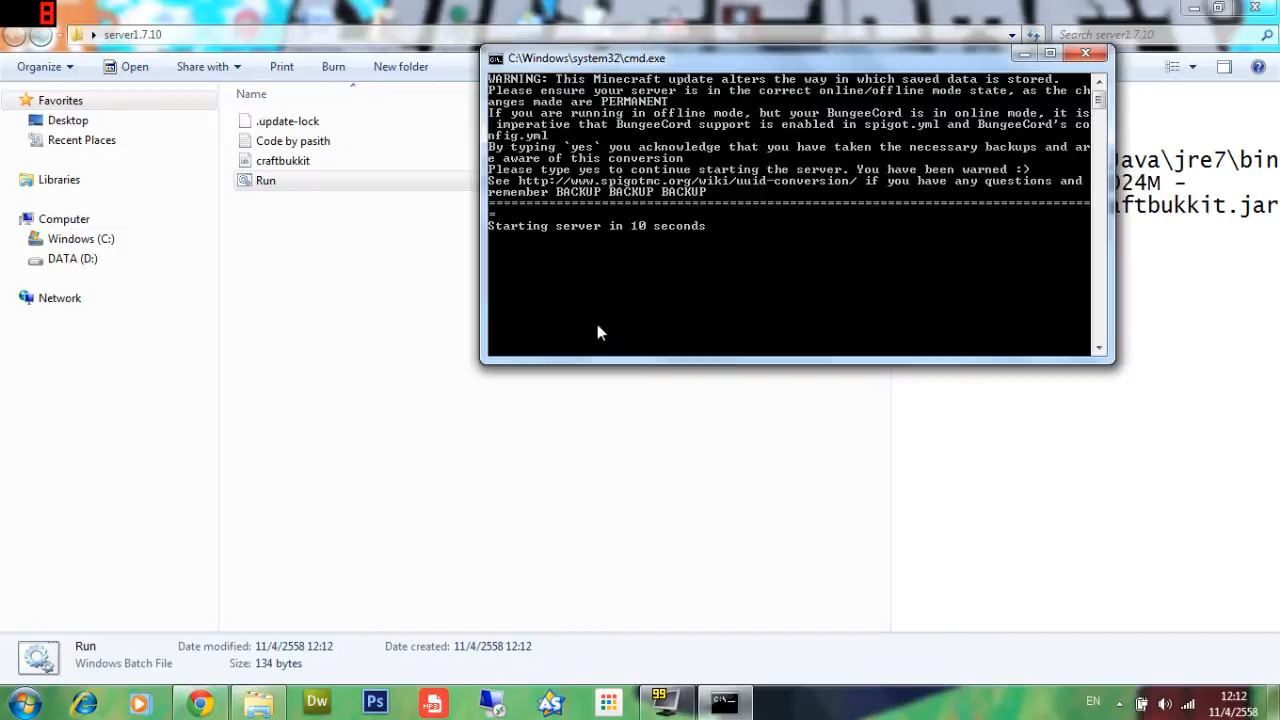 8
server1.7.10
Search server1.7.10
Organize
Open
Share with
Print
Burn
New folder
C:\Windows\system32\cmd.exe
WARNING: This Minecraft update alters the way in which saved data is stored.
Please ensure your server is in the correct online/offline mode state, as the ch
anges made are PERMANENT
If you are running in offline mode, but your BungeeCord is in online mode, it is
imperative that BungeeCord support is enabled in spigot.yml and BungeeCord's co
nfig.yml
By typing `yes` you acknowledge that you have taken the necessary backups and ar
e aware of this conversion
Please type yes to continue starting the server. You have been warned :)
See http://www.spigotmc.org/wiki/uuid-conversion/ if you have any questions and
remember BACKUP BACKUP BACKUP
================================================================================
=
Starting server in 10 seconds
Favorites
Desktop
Recent Places
Libraries
Computer
Windows (C:)
DATA (D:)
Network
Name
.update-lock
Code by pasith
craftbukkit
Run
Java\jre7\bin
024M -
aftbukkit.jar
Run
Date modified: 11/4/2558 12:12
Date created: 11/4/2558 12:12
Windows Batch File
Size: 134 bytes
Dw
Ps
MP3
AS
99
C:\
EN
12:12
11/4/2558